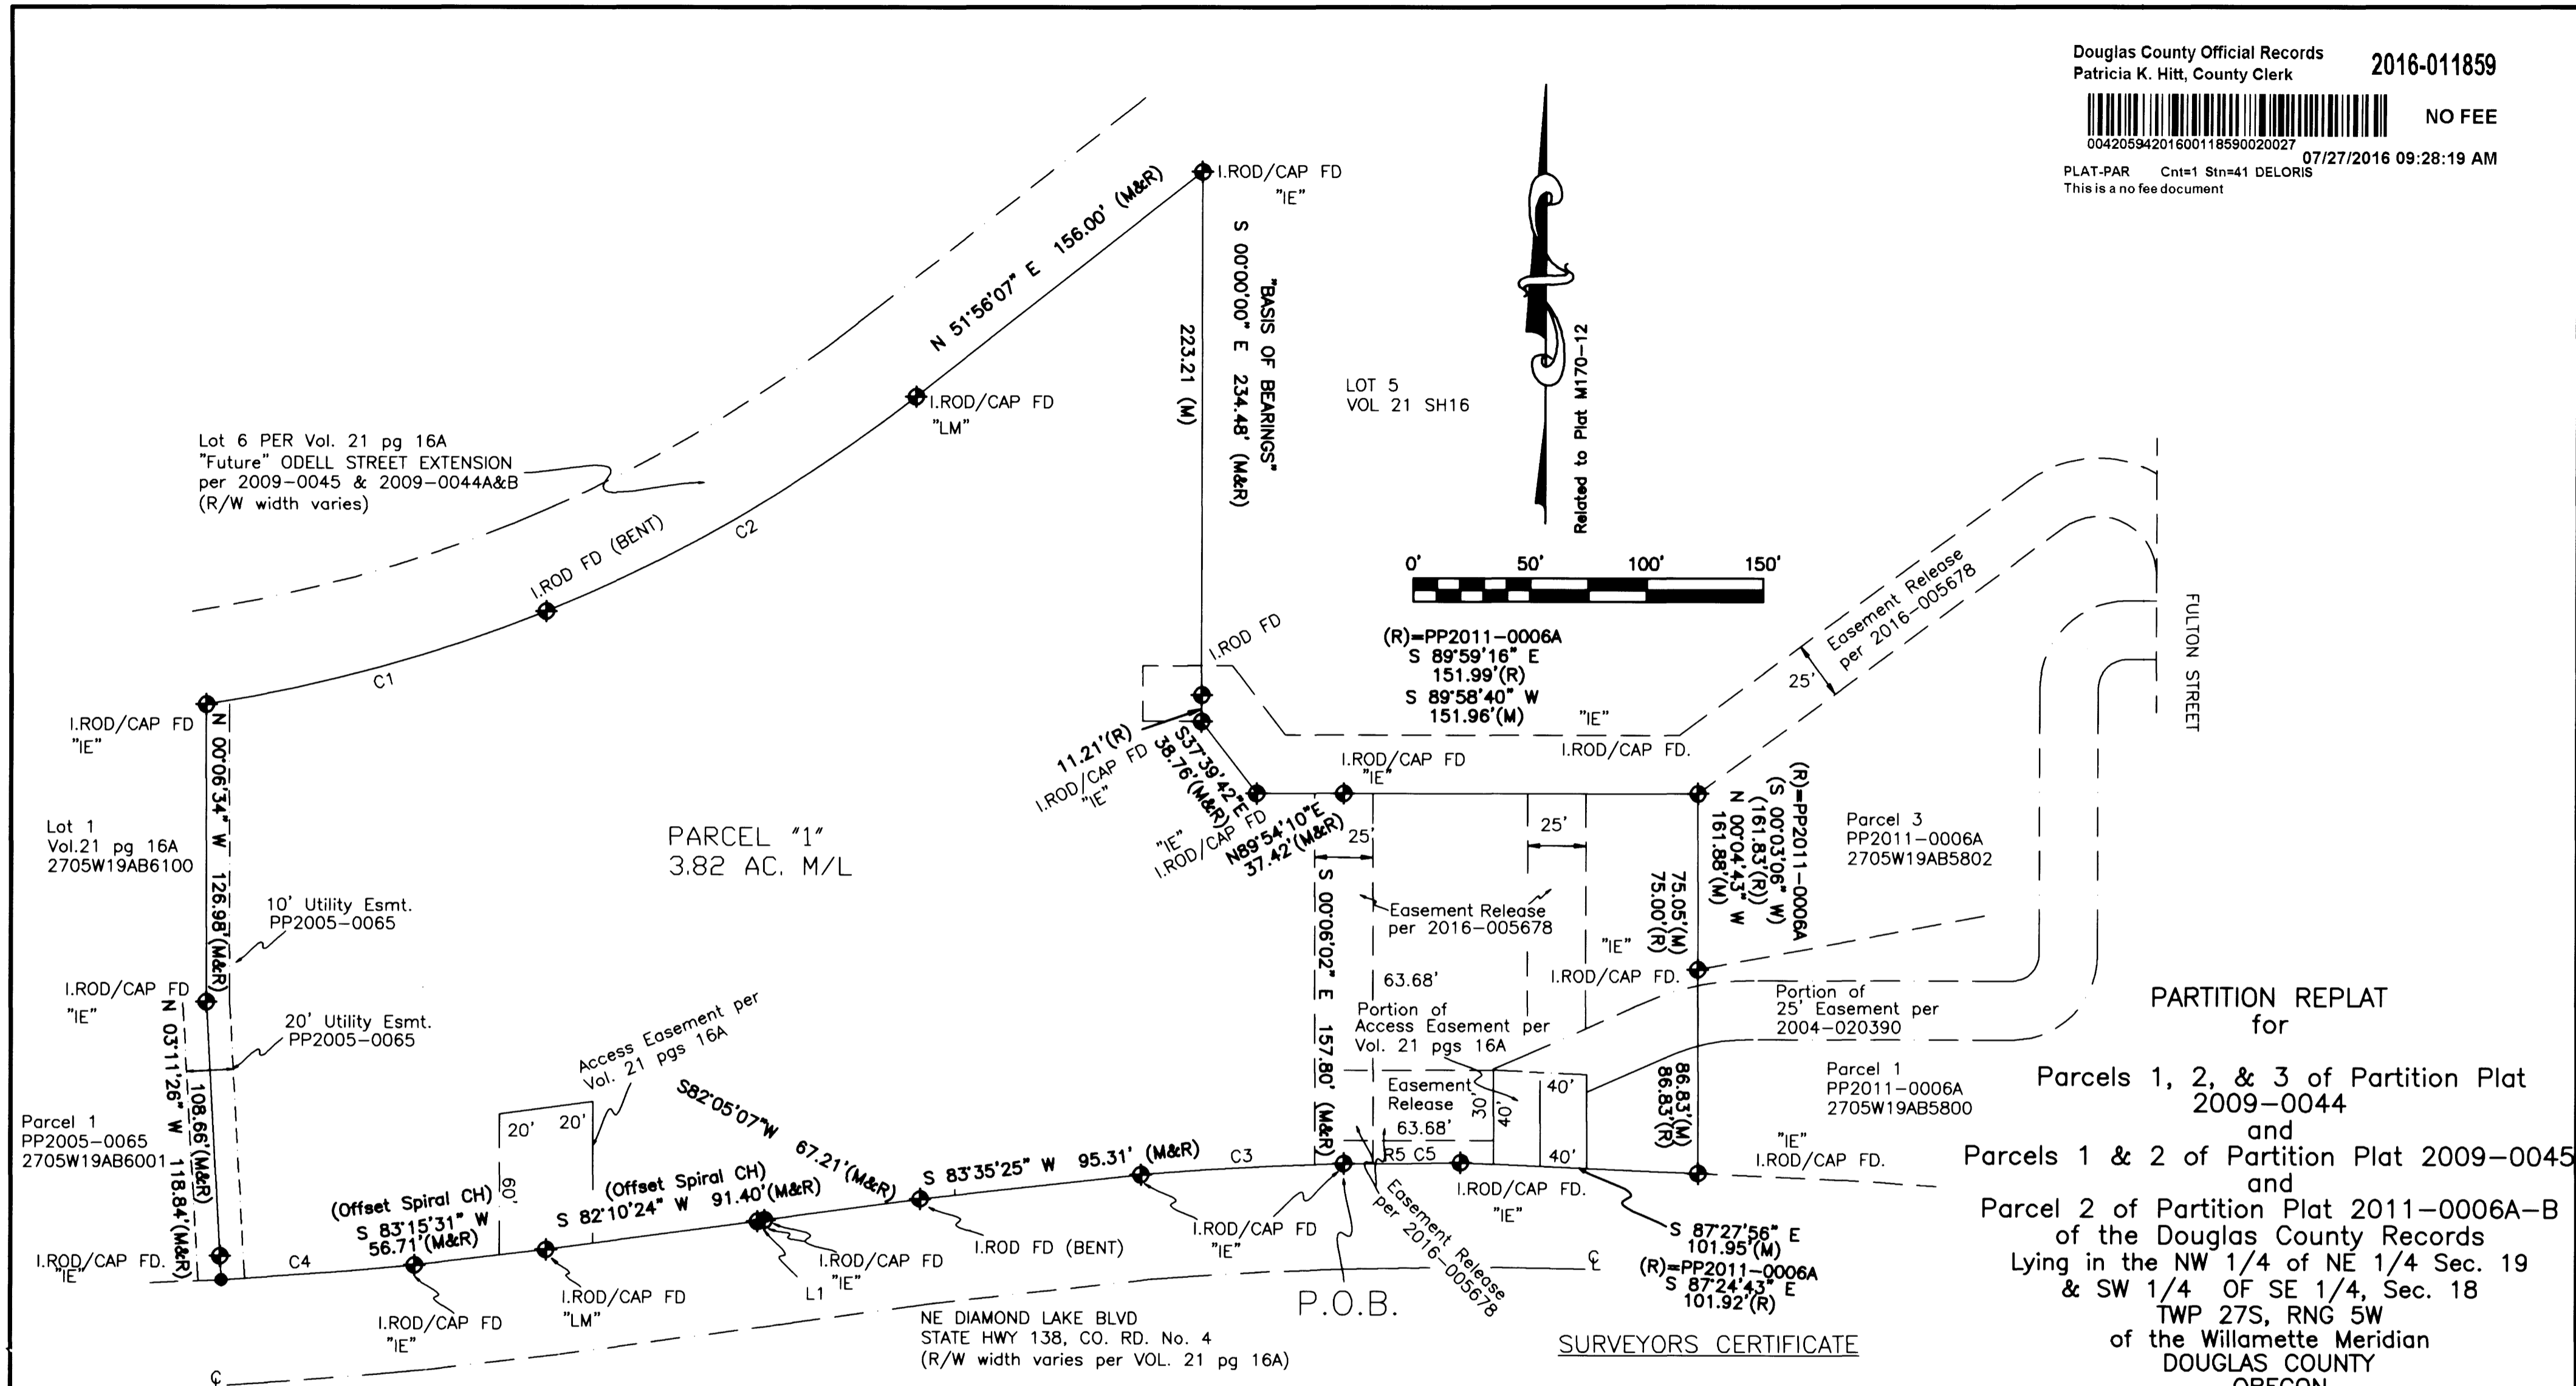 Douglas County Official Records
Patricia K. Hitt, County Clerk
2016-011859
NO FEE
00420594201600118590020027
07/27/2016 09:28:19 AM
PLAT-PAR Cnt=1 Stn=41 DELORIS
This is a no fee document
I.ROD/CAP FD
"IE"
N 51°56'07" E 156.00' (M&R)
I.ROD/CAP FD
"LM"
"BASIS OF BEARINGS"
S 00°00'00" E 234.48' (M&R)
223.21 (M)
LOT 5
VOL 21 SH16
Related to Plat M170-12
Lot 6 PER Vol. 21 pg 16A
"Future" ODELL STREET EXTENSION
per 2009-0045 & 2009-0044A&B
(R/W width varies)
I.ROD FD (BENT)
C2
C1
0' 50' 100' 150'
(R)=PP2011-0006A
S 89°59'16" E
151.99'(R)
S 89°58'40" W
151.96'(M)
"IE"
I.ROD/CAP FD.
I.ROD FD
Easement Release
per 2016-005678
25'
FULTON STREET
I.ROD/CAP FD
"IE"
11.21'(R)
I.ROD/CAP FD
"IE"
S37°39'42"E
38.76'(M&R)
"IE"
I.ROD/CAP FD
N89°54'10"E
37.42'(M&R)
I.ROD/CAP FD
"IE"
(R)=PP2011-0006A
(S 00°03'06" W)
(161.83'(R))
N 00°04'43" W
161.88'(M)
Parcel 3
PP2011-0006A
2705W19AB5802
N 00°06'34" W 126.98'(M&R)
Lot 1
Vol.21 pg 16A
2705W19AB6100
PARCEL "1"
3.82 AC. M/L
25'
25'
10' Utility Esmt.
PP2005-0065
Easement Release
per 2016-005678
75.05'(M)
75.00'(R)
"IE"
I.ROD/CAP FD.
S 00°06'02" E 157.80' (M&R)
63.68'
I.ROD/CAP FD
"IE"
20' Utility Esmt.
PP2005-0065
Access Easement per
Vol. 21 pgs 16A
Portion of
Access Easement per
Vol. 21 pgs 16A
Portion of
25' Easement per
2004-020390
N 03°11'26" W 118.84'(M&R)
108.66'(M&R)
Parcel 1
PP2005-0065
2705W19AB6001
20' 20'
60'
S82°05'07"W 67.21'(M&R)
Easement
Release
63.68'
30'
40'
40'
40'
86.83'(M)
86.83'(R)
Parcel 1
PP2011-0006A
2705W19AB5800
"IE"
I.ROD/CAP FD.
(Offset Spiral CH)
S 83°15'31" W
56.71'(M&R)
(Offset Spiral CH)
S 82°10'24" W 91.40'(M&R)
S 83°35'25" W 95.31' (M&R)
C3
R5 C5
I.ROD/CAP FD.
"IE"
I.ROD/CAP FD.
"IE"
C4
I.ROD/CAP FD
"IE"
I.ROD/CAP FD
"LM"
L1
I.ROD/CAP FD
"IE"
I.ROD FD (BENT)
I.ROD/CAP FD
"IE"
Easement Release
per 2016-005678
P.O.B.
S 87°27'56" E
101.95'(M)
(R)=PP2011-0006A
S 87°24'43" E
101.92'(R)
NE DIAMOND LAKE BLVD
STATE HWY 138, CO. RD. No. 4
(R/W width varies per VOL. 21 pg 16A)
SURVEYORS CERTIFICATE
PARTITION REPLAT
for
Parcels 1, 2, & 3 of Partition Plat
2009-0044
and
Parcels 1 & 2 of Partition Plat 2009-0045
and
Parcel 2 of Partition Plat 2011-0006A-B
of the Douglas County Records
Lying in the NW 1/4 of NE 1/4 Sec. 19
& SW 1/4 OF SE 1/4, Sec. 18
TWP 27S, RNG 5W
of the Willamette Meridian
DOUGLAS COUNTY
OREGON